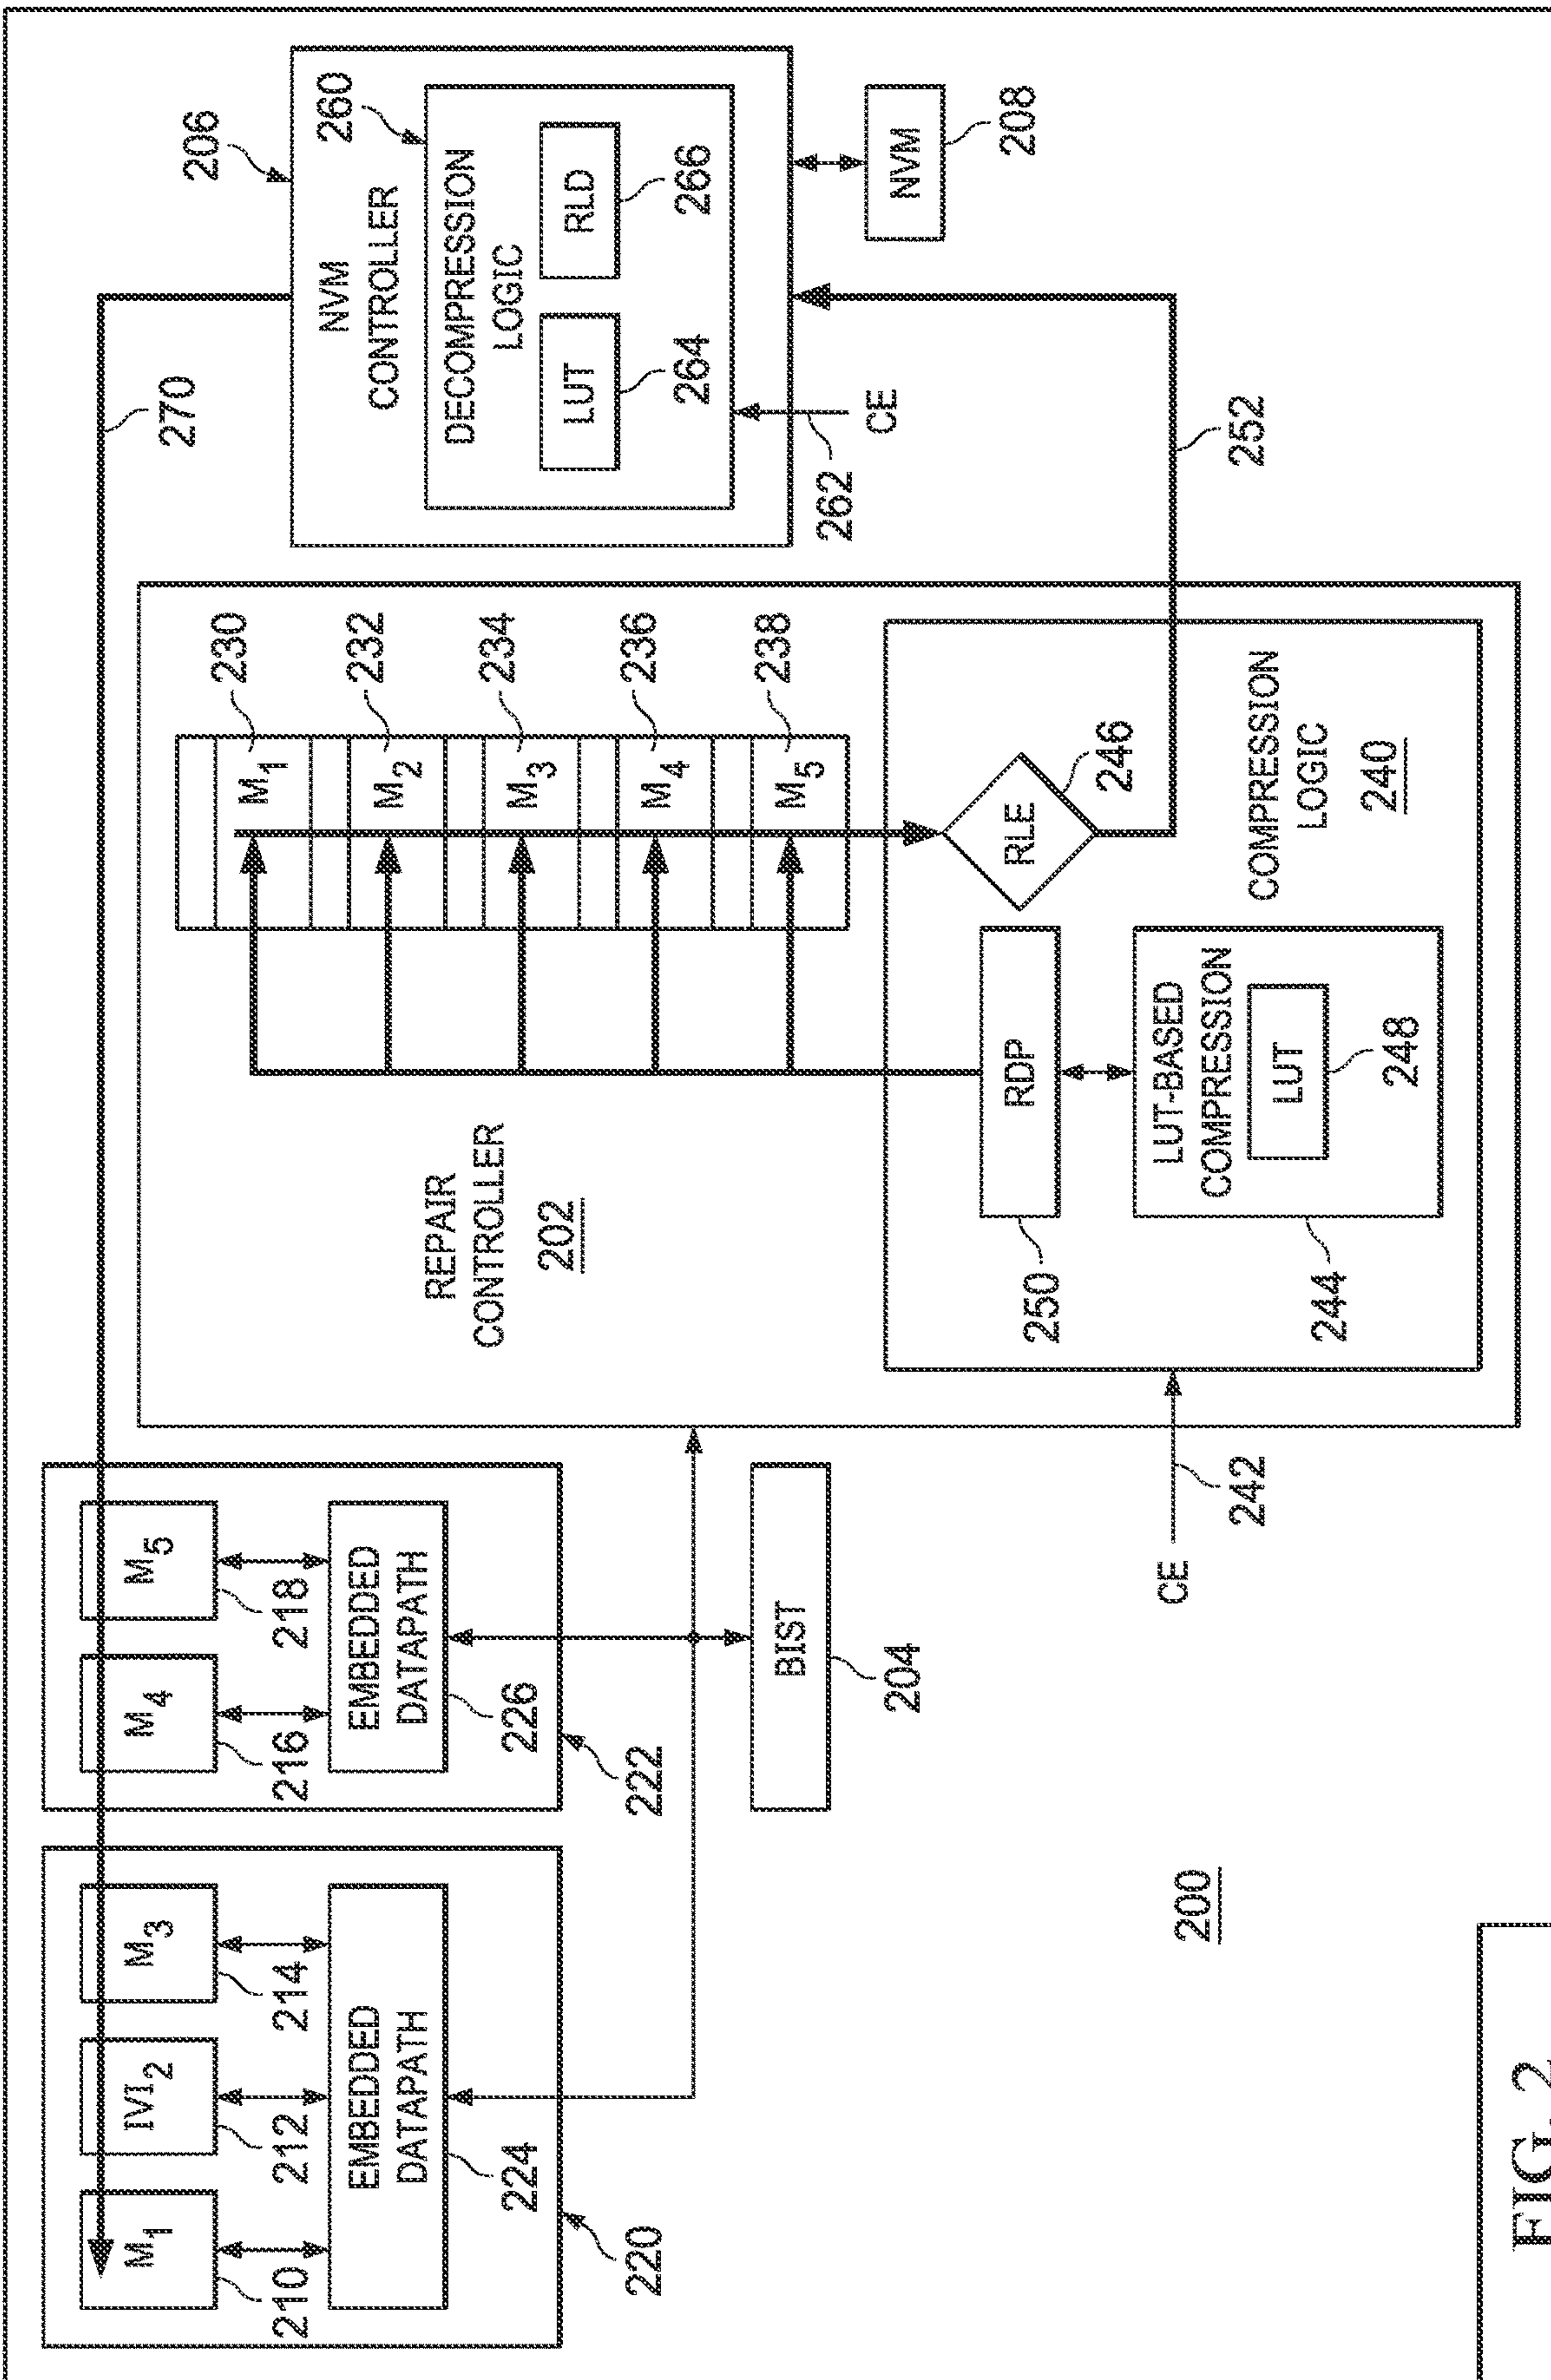 M1
IVI2
M3
210
212
214
EMBEDDED
DATAPATH
224
220
M4
M5
216
218
EMBEDDED
DATAPATH
226
222
BIST
204
200
REPAIR
CONTROLLER
202
M1
230
M2
232
M3
234
M4
236
M5
238
RDP
250
LUT-BASED
COMPRESSION
LUT
248
244
RLE
246
COMPRESSION
LOGIC
240
CE
242
252
270
206
NVM
CONTROLLER
260
DECOMPRESSION
LOGIC
LUT
264
RLD
266
CE
262
NVM
208
FIG. 2